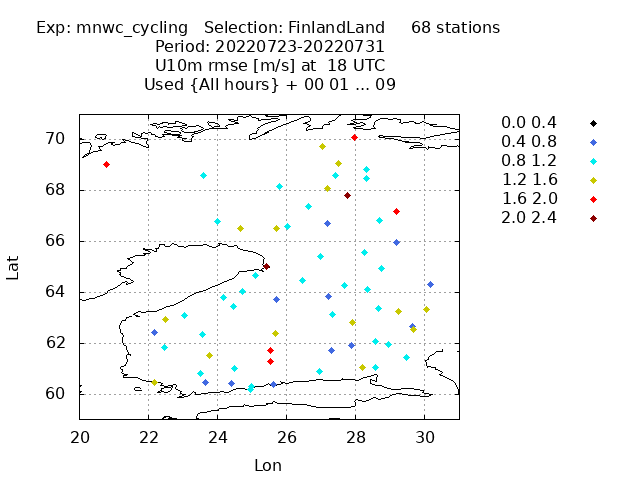 Exp: mnwc_cycling   Selection: FinlandLand     68 stations
Period: 20220723-20220731
U10m rmse [m/s] at  18 UTC
Used {All hours} + 00 01 ... 09
0.0 0.4
0.4 0.8
0.8 1.2
1.2 1.6
1.6 2.0
2.0 2.4
Lat
70
68
66
64
62
60
20 22 24 26 28 30
Lon